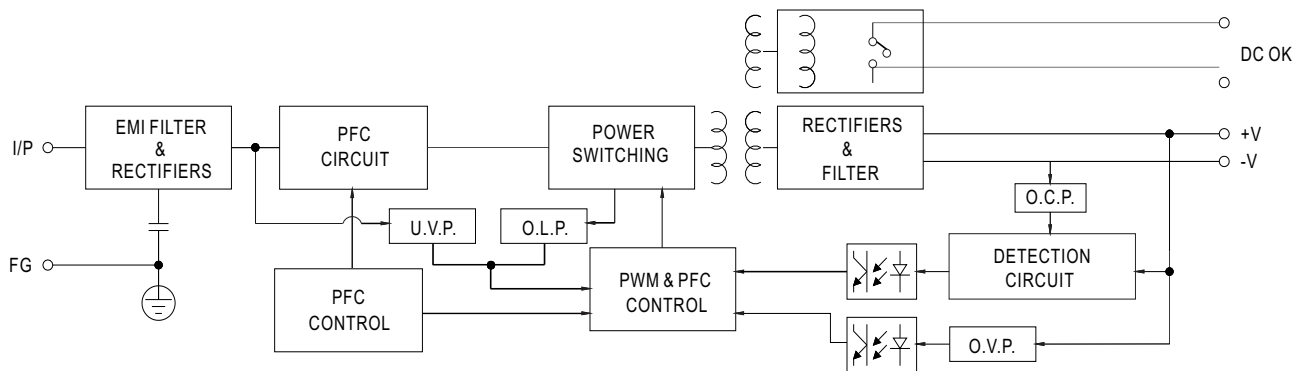 DC OK
I/P
EMI FILTER
&
RECTIFIERS
PFC
CIRCUIT
POWER
SWITCHING
RECTIFIERS
&
FILTER
+V
-V
O.C.P.
U.V.P.
O.L.P.
FG
PFC
CONTROL
PWM & PFC
CONTROL
DETECTION
CIRCUIT
O.V.P.